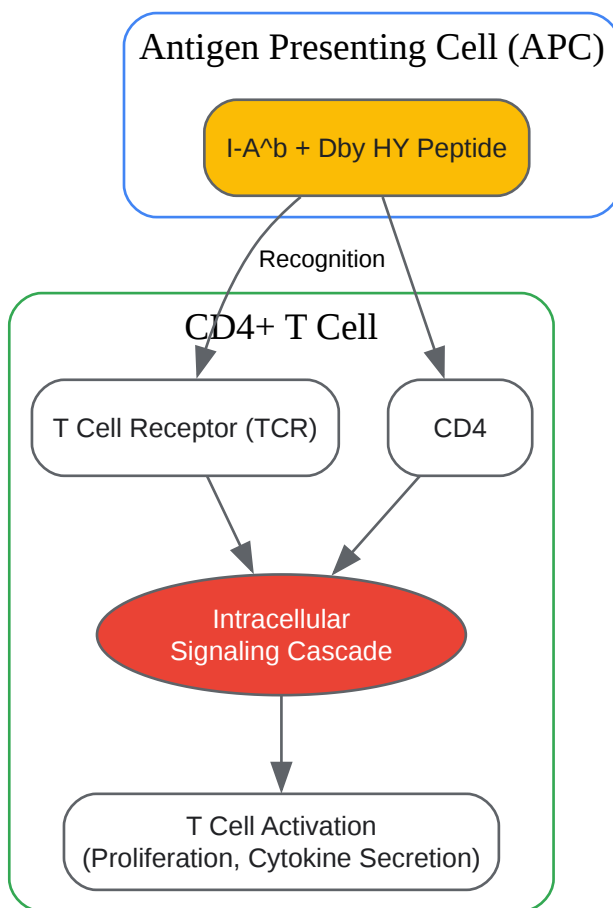 Antigen Presenting Cell (APC)
I-A^b + Dby HY Peptide
Recognition
CD4+ T Cell
T Cell Receptor (TCR)
CD4
Intracellular
Signaling Cascade
T Cell Activation
(Proliferation, Cytokine Secretion)